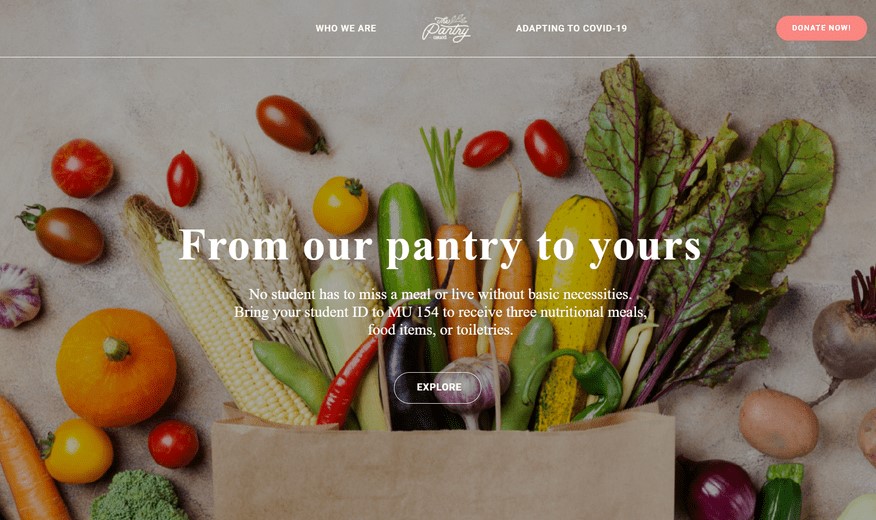 WHO WE ARE
Pantry
ADAPTING TO COVID-19
DONATE NOW!
From our pantry to yours
No student has to miss a meal or live without basic necessities.
Bring your student ID to MU 154 to receive three nutritional meals,
food items, or toiletries.
EXPLORE